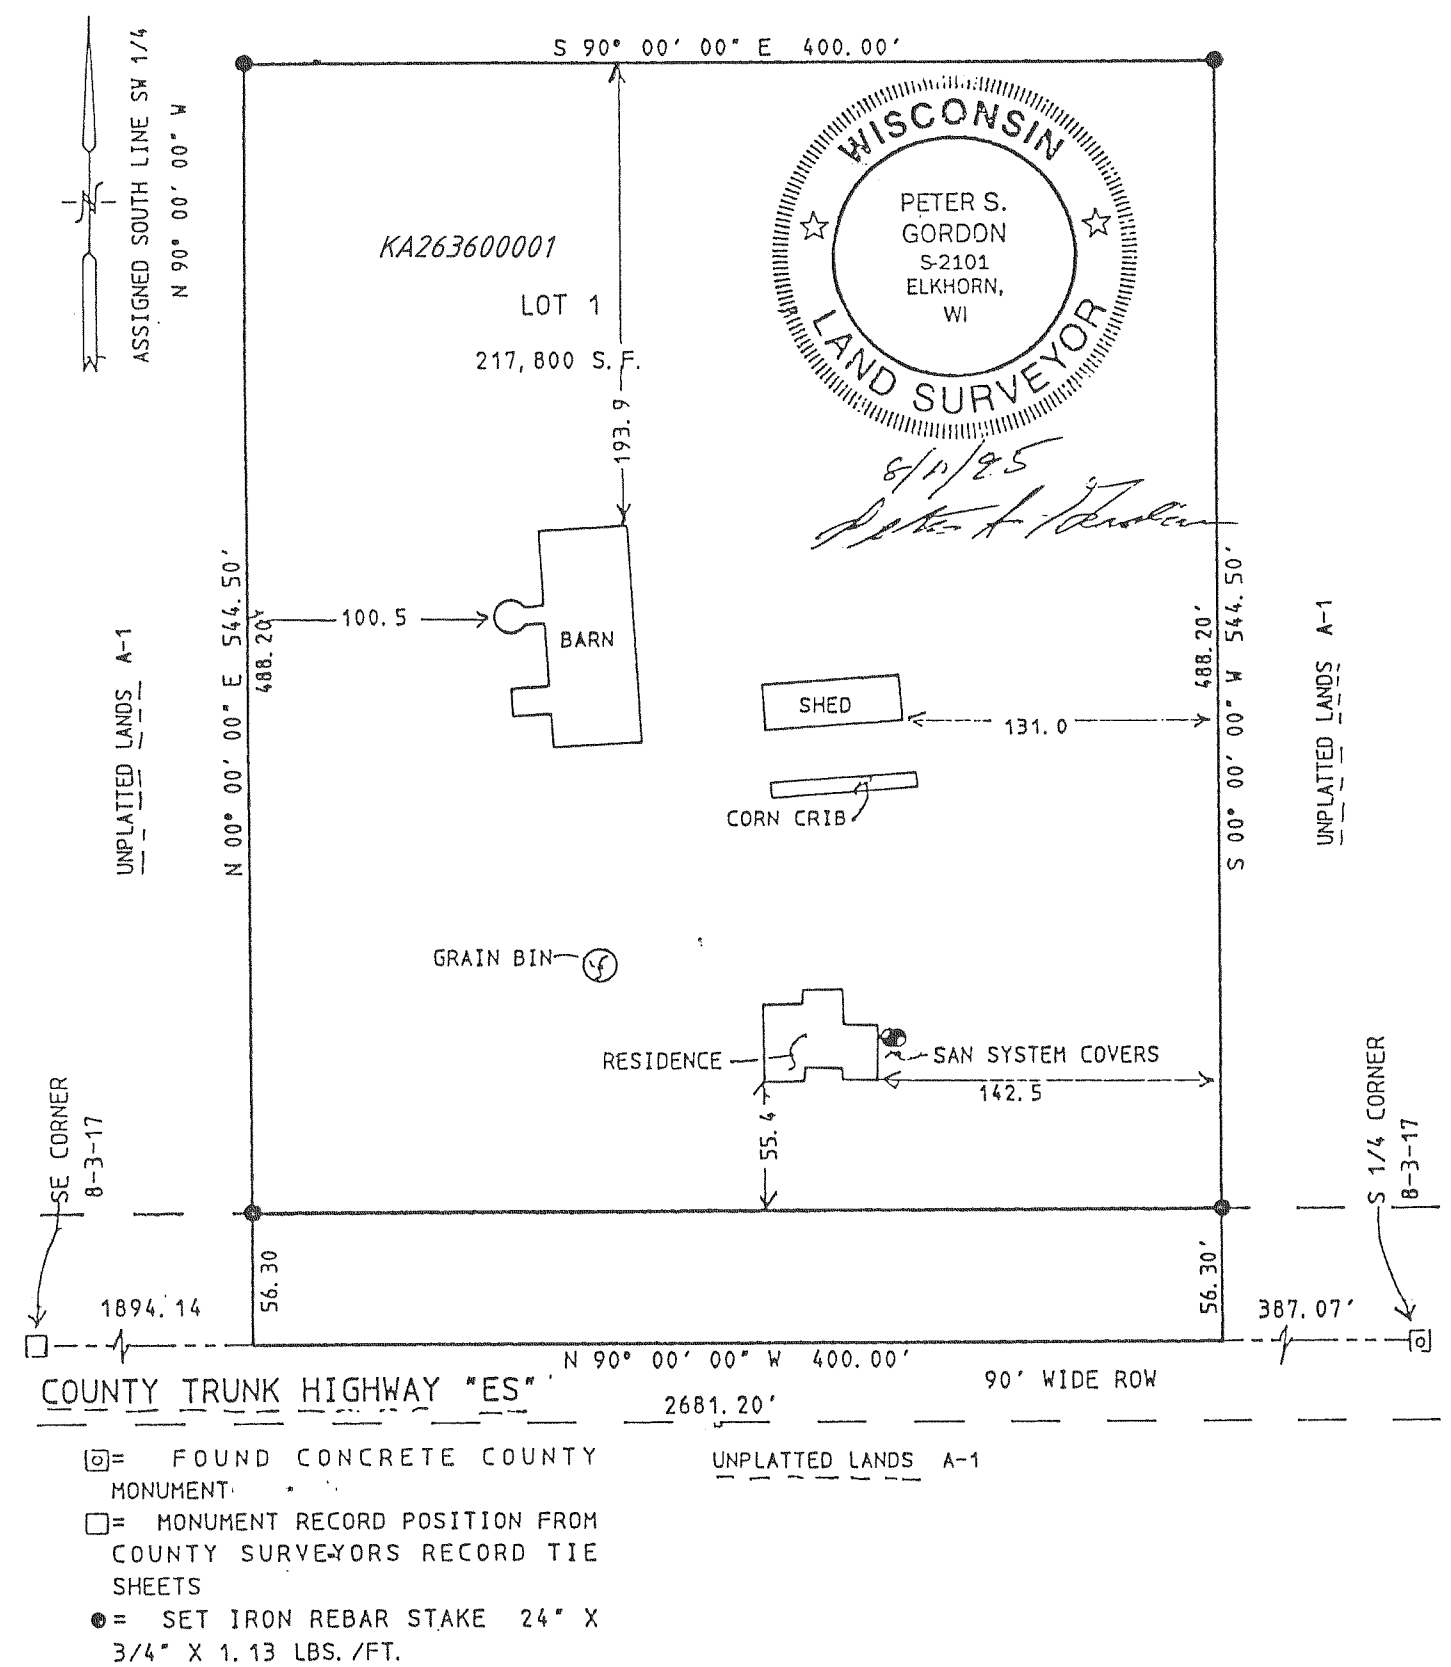 S 90° 00' 00" E 400.00'
ASSIGNED SOUTH LINE SW 1/4
N 90° 00' 00" W
N
WISCONSIN
PETER S.
GORDON
S-2101
ELKHORN,
WI
LAND SURVEYOR
KA263600001
LOT 1
217,800 S.F.
193.9
8/11/95
N 00° 00' 00" E 544.50'
488.20'
100.5
BARN
SHED
131.0
CORN CRIB
488.20'
S 00° 00' 00" W 544.50'
UNPLATTED LANDS A-1
UNPLATTED LANDS A-1
GRAIN BIN
RESIDENCE
SAN SYSTEM COVERS
142.5
55.4
SE CORNER
8-3-17
S 1/4 CORNER
8-3-17
56.30
56.30'
1894.14
387.07'
N 90° 00' 00" W 400.00'
90' WIDE ROW
COUNTY TRUNK HIGHWAY "ES"
2681.20'
UNPLATTED LANDS A-1
= FOUND CONCRETE COUNTY
MONUMENT
= MONUMENT RECORD POSITION FROM
COUNTY SURVEYORS RECORD TIE
SHEETS
= SET IRON REBAR STAKE 24" X
3/4" X 1.13 LBS./FT.